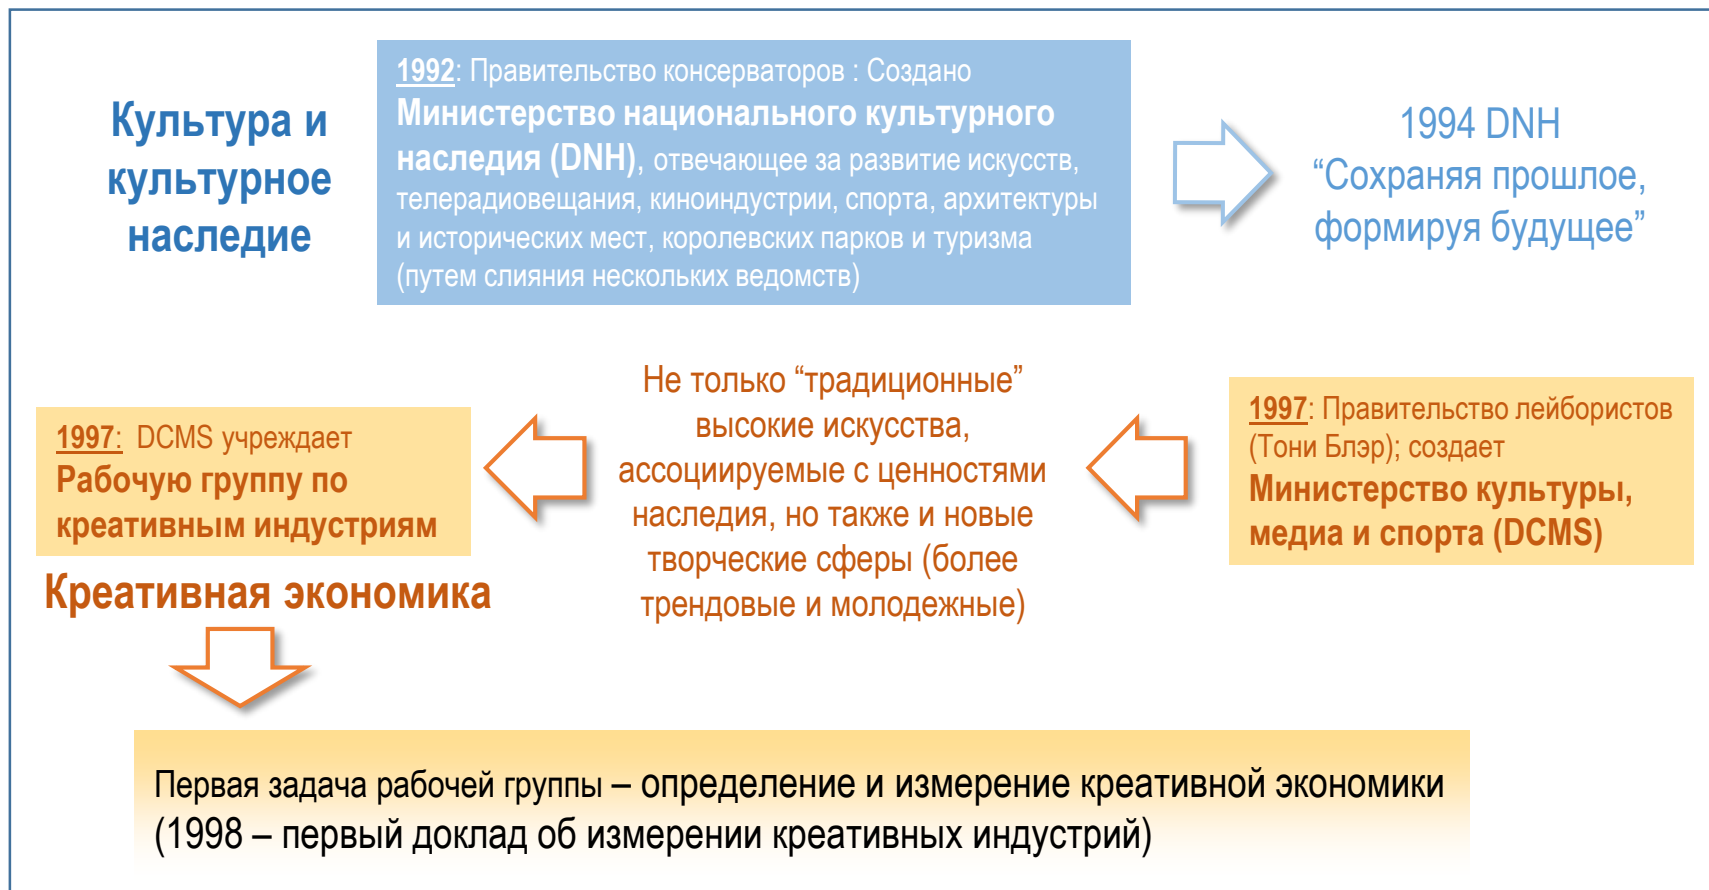 Культура и
культурное
наследие
1992: Правительство консерваторов : Создано
Министерство национального культурного
наследия (DNH), отвечающее за развитие искусств,
телерадиовещания, киноиндустрии, спорта, архитектуры
и исторических мест, королевских парков и туризма
(путем слияния нескольких ведомств)
1994 DNH
“Сохраняя прошлое,
формируя будущее”
1997: Правительство лейбористов
(Тони Блэр); создает
Министерство культуры,
медиа и спорта (DCMS)
Не только “традиционные”
высокие искусства,
ассоциируемые с ценностями
наследия, но также и новые
творческие сферы (более
трендовые и молодежные)
1997: DCMS учреждает
Рабочую группу по
креативным индустриям
Креативная экономика
Первая задача рабочей группы – определение и измерение креативной экономики
(1998 – первый доклад об измерении креативных индустрий)